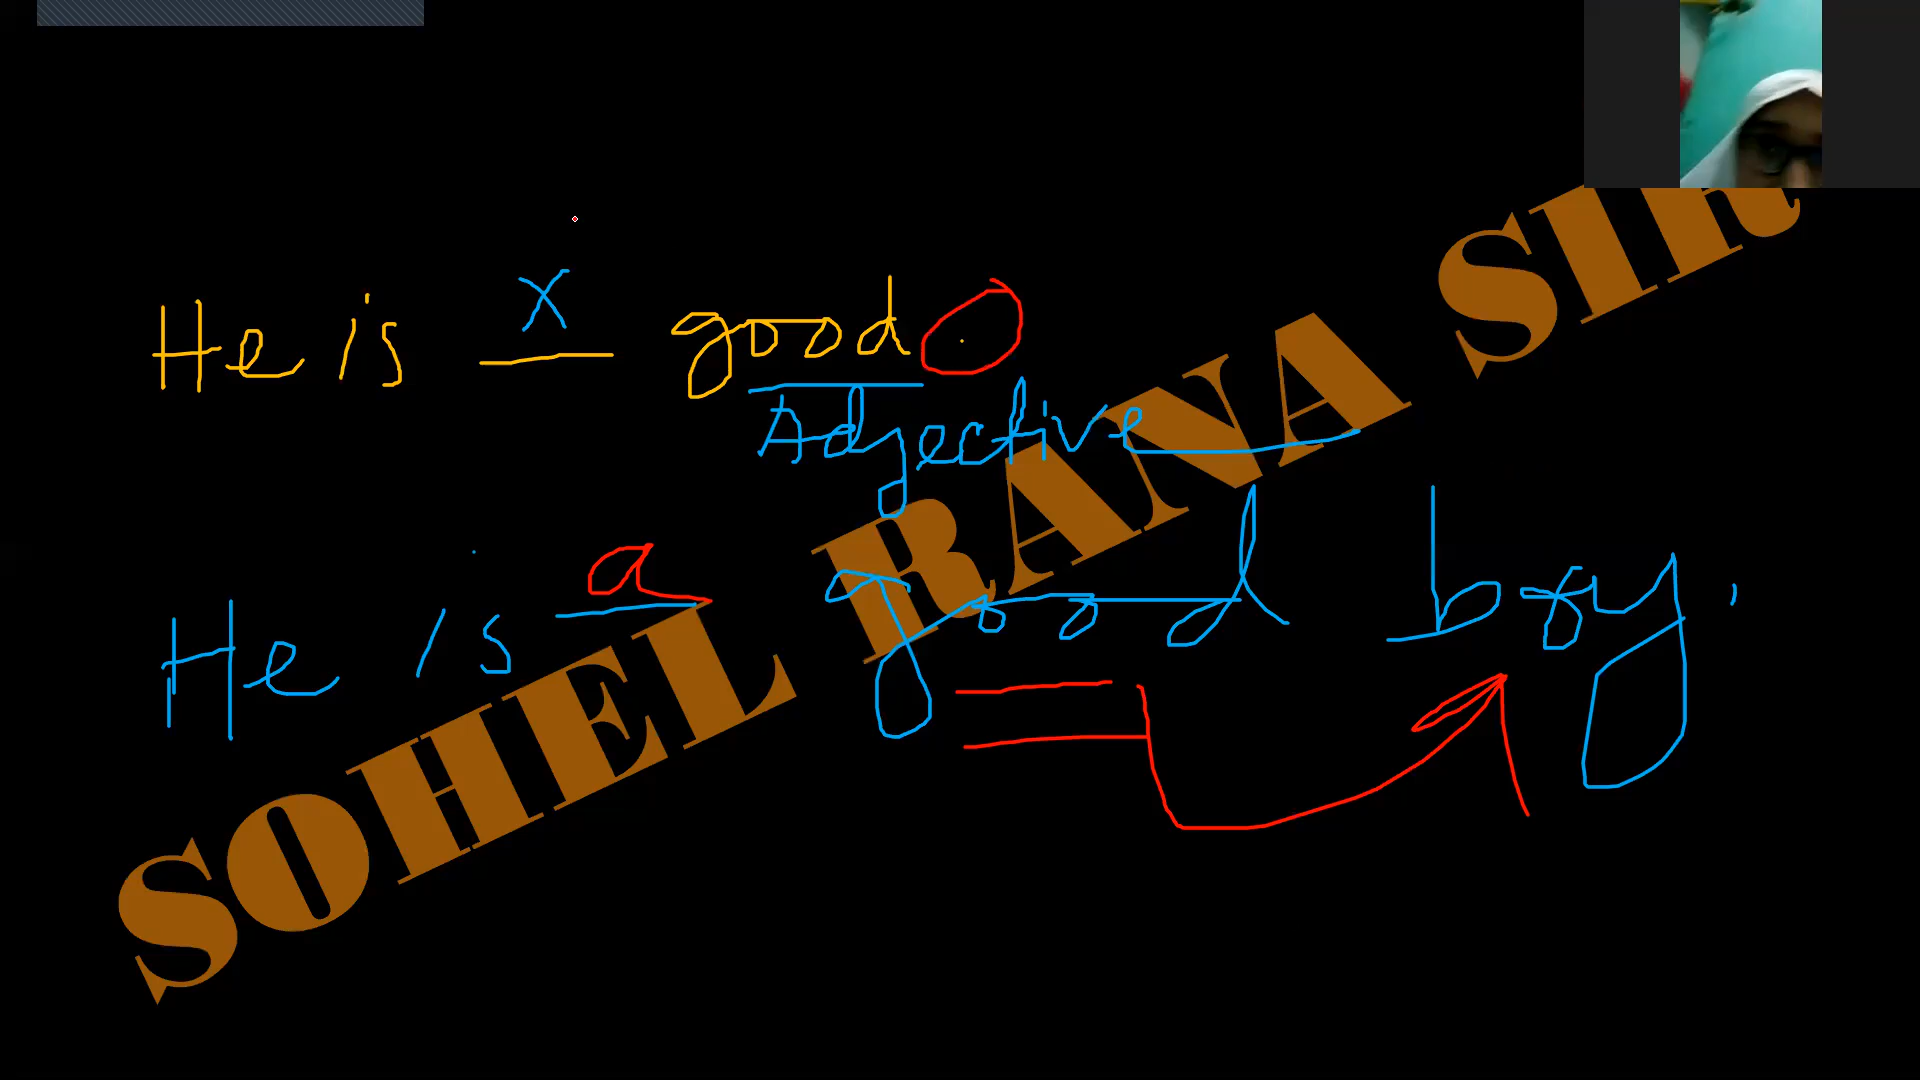 He is x good.
Adjective
He is a good boy.
SOHEL RANA SIR